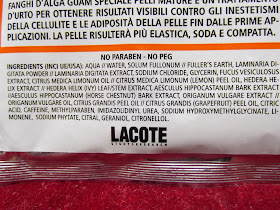 FANGHI D'ALGA GUAM SPECIALE PELLI MATURE È UN TRATTAMEN
D'URTO PER OTTENERE RISULTATI VISIBILI CONTRO GLI INESTETISMI
DELLA CELLULITE E LE ADIPOSITÀ DELLA PELLE FIN DALLE PRIME AP-
PLICAZIONI. LA PELLE RISULTERÀ PIÙ ELASTICA, SODA E COMPATTA.
NO PARABEN - NO PEG
INGREDIENTS (INCI UE/USA): AQUA // WATER, SOLUM FULLONUM // FULLER'S EARTH, LAMINARIA DI-
GITATA POWDER // LAMINARIA DIGITATA EXTRACT, SODIUM CHLORIDE, GLYCERIN, FUCUS VESICULOSUS
EXTRACT, CITRUS MEDICA LIMONUM PEEL OIL // CITRUS MEDICA LIMONUM (LEMON) PEEL OIL, HEDERA
HELIX EXTRACT // HEDERA HELIX (IVY) LEAF/STEM EXTRACT, AESCULUS HIPPOCASTANUM BARK EXTRACT
//AESCULUS HIPPOCASTANUM (HORSE CHESTNUT) BARK EXTRACT, ORIGANUM VULGARE EXTRACT //
ORIGANUM VULGARE OIL, CITRUS GRANDIS PEEL OIL // CITRUS GRANDIS (GRAPEFRUIT) PEEL OIL, CITRIC
ACID, CAFFEINE, METHYLPARABEN, IMIDAZOLIDINYL UREA, SODIUM HYDROXYMETHYLGLYCINATE, LI-
MONENE, SODIUM PHYTATE, CITRAL, GERANIOL, CITRONELLOL.
LACOTE